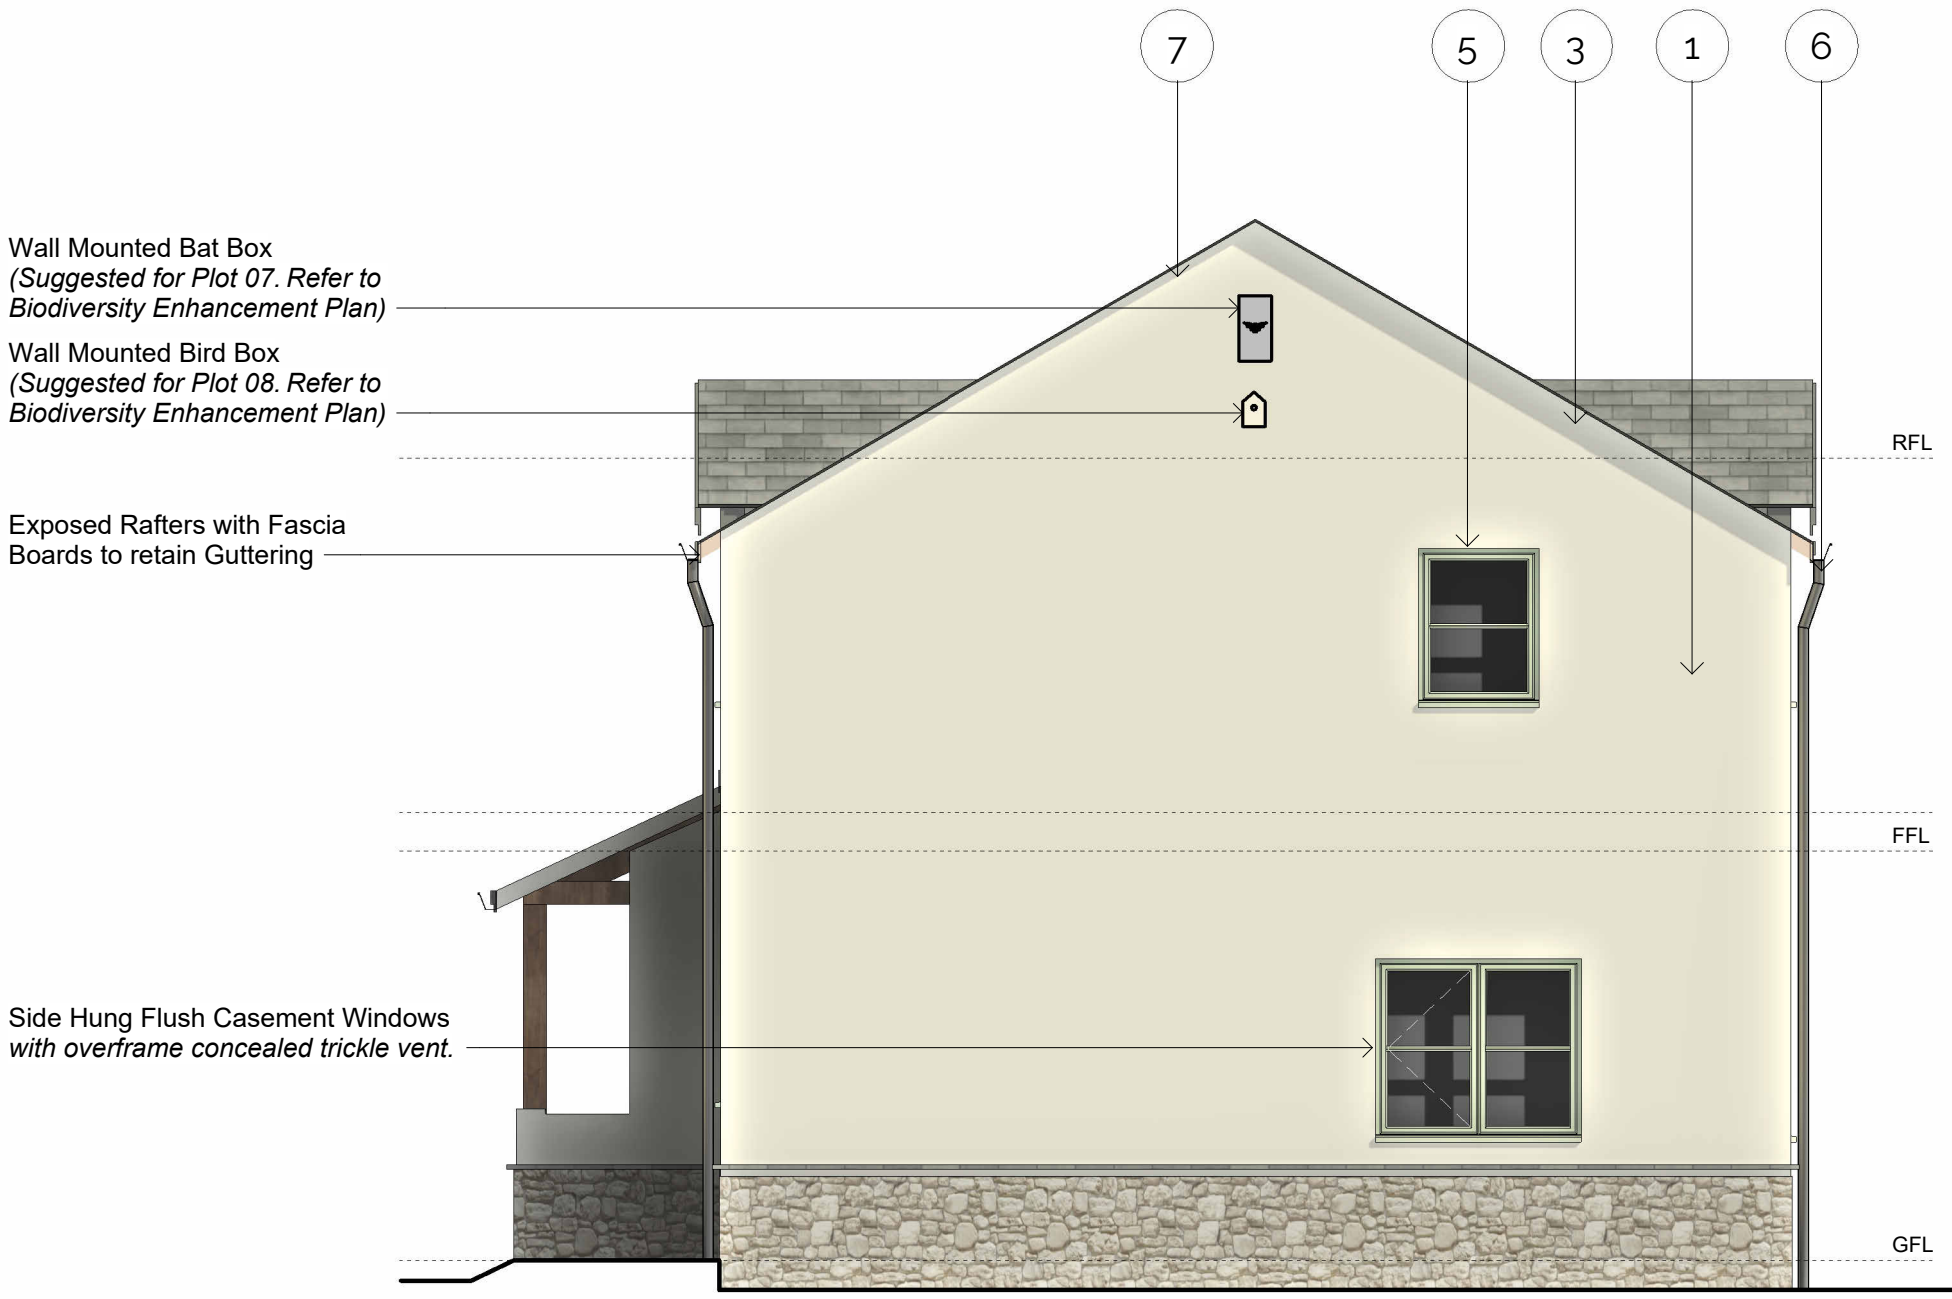 7
5
3
1
6
Wall Mounted Bat Box
(Suggested for Plot 07. Refer to
Biodiversity Enhancement Plan)
Wall Mounted Bird Box
(Suggested for Plot 08. Refer to
Biodiversity Enhancement Plan)
RFL
Exposed Rafters with Fascia
Boards to retain Guttering
FFL
Side Hung Flush Casement Windows
with overframe concealed trickle vent.
GFL